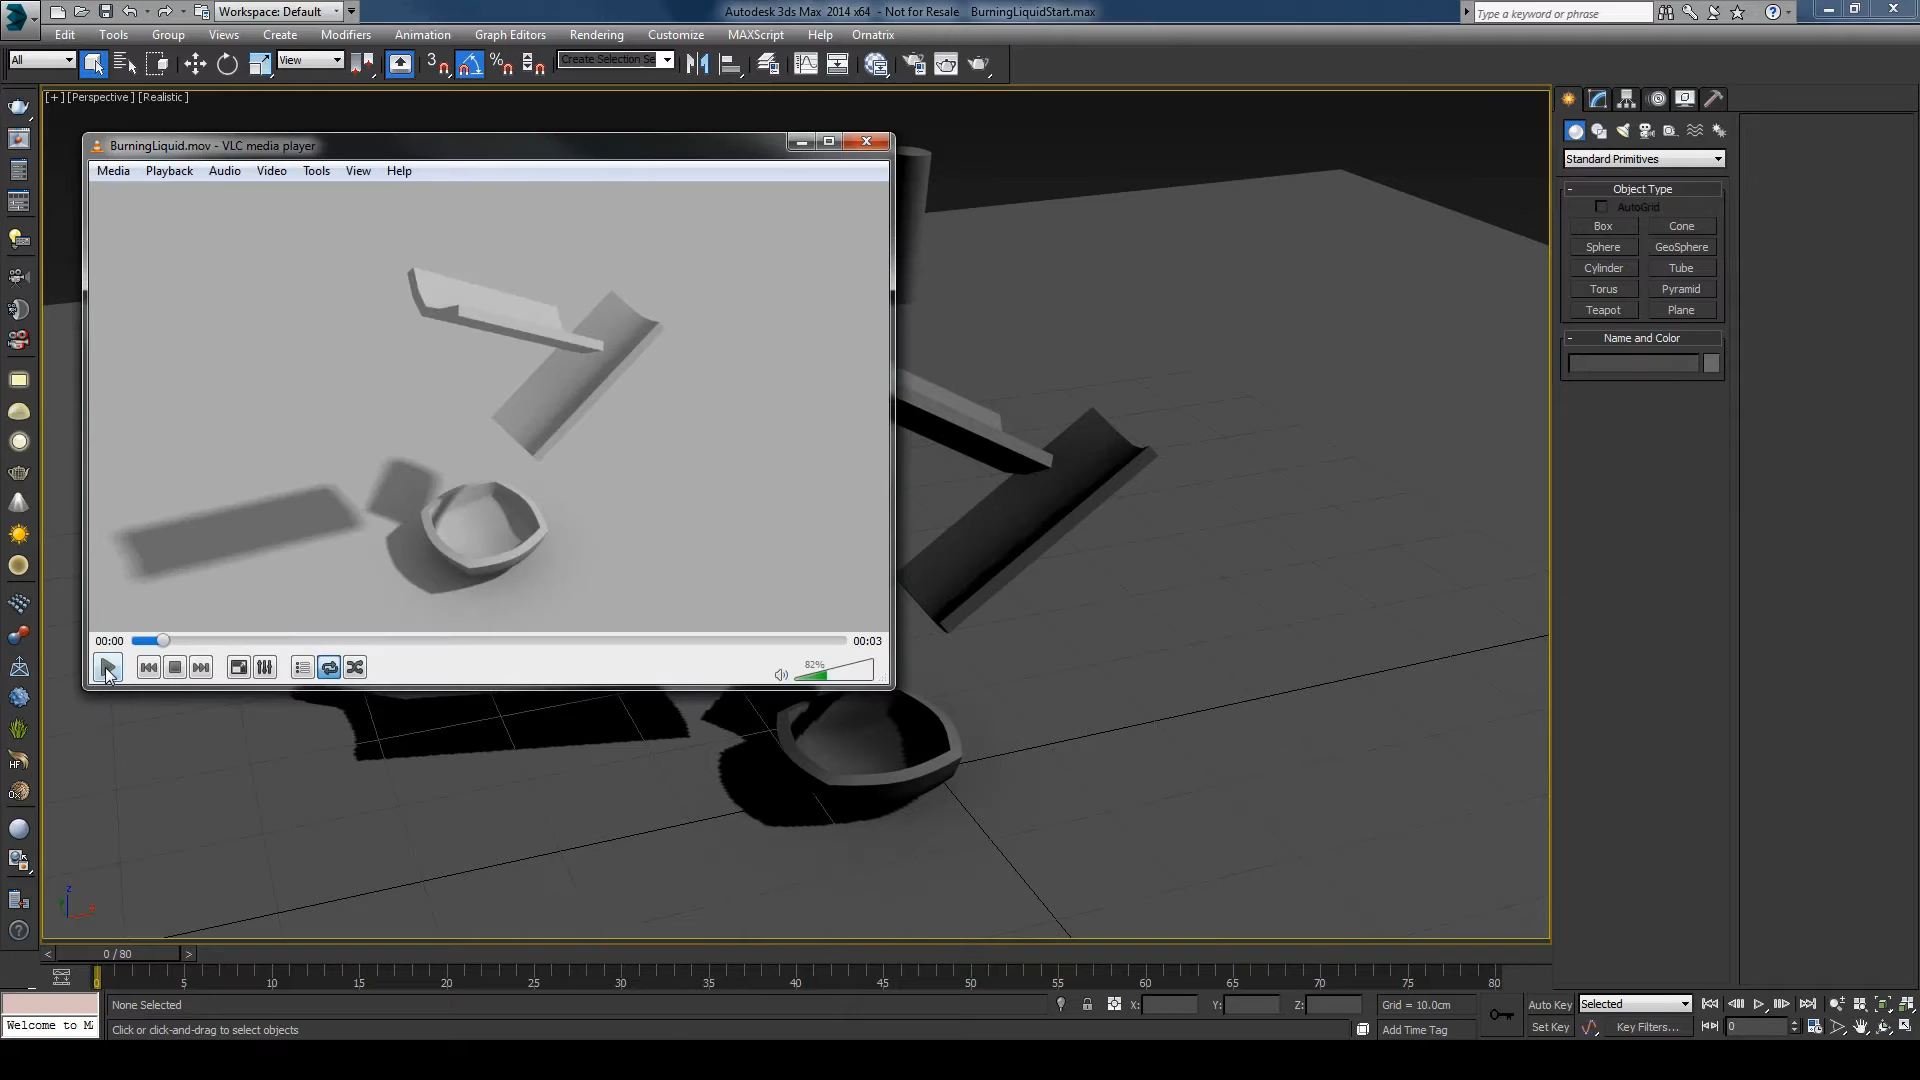 Workspace: Default
Autodesk 3ds Max 2014 x64 - Not for Resale BurningLiquidStart.max
Type a keyword or phrase
Edit Tools Group Views Create Modifiers Animation Graph Editors Rendering Customize MAXScript Help Ornatrix
All
View
3
Create Selection Se
[+] [Perspective] [Realistic]
BurningLiquid.mov - VLC media player
Media Playback Audio Video Tools View Help
00:00
00:03
82%
Standard Primitives
- Object Type
AutoGrid
Box Cone
Sphere GeoSphere
Cylinder Tube
Torus Pyramid
Teapot Plane
- Name and Color
HF
z
< 0 / 80 >
0 5 10 15 20 25 30 35 40 45 50 55 60 65 70 75 80
None Selected
X: Y: Z:
Grid = 10.0cm
Auto Key
Selected
Welcome to M
Click or click-and-drag to select objects
Add Time Tag
Set Key
Key Filters...
0